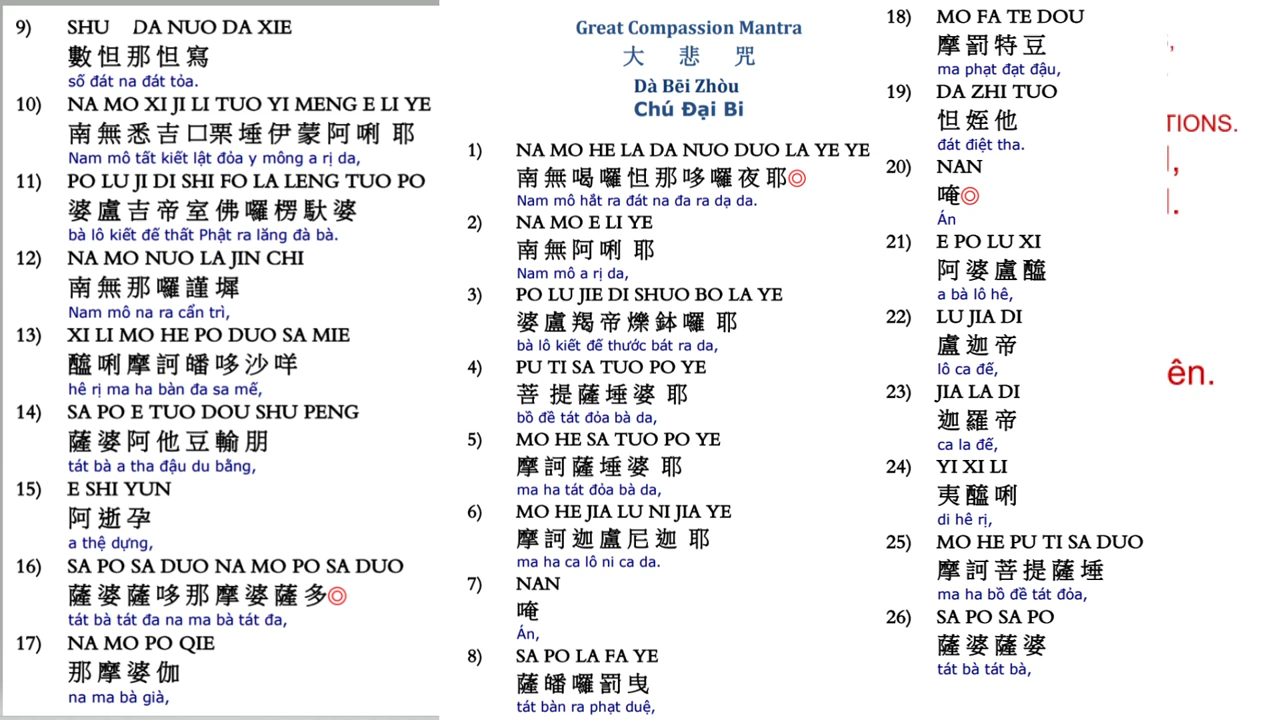 Great Compassion Mantra
大 悲 咒
Dà Bēi Zhòu
Chú Đại Bi
1) NA MO HE LA DA NUO DUO LA YE YE
南無喝囉怛那哆囉夜耶◎
Nam mô hắt ra đát na đa ra dạ da.
2) NA MO E LI YE
南無阿唎 耶
Nam mô a rị da,
3) PO LU JIE DI SHUO BO LA YE
婆盧羯帝爍鉢囉 耶
bà lô kiết đế thước bát ra da,
4) PU TI SA TUO PO YE
菩提薩埵婆 耶
bồ đề tát đỏa bà da,
5) MO HE SA TUO PO YE
摩訶薩埵婆 耶
ma ha tát đỏa bà da,
6) MO HE JIA LU NI JIA YE
摩訶迦盧尼迦 耶
ma ha ca lô ni ca da.
7) NAN
唵
Án,
8) SA PO LA FA YE
薩皤囉罰曳
tát bàn ra phạt duệ,
9) SHU DA NUO DA XIE
數怛那怛寫
số đát na đát tỏa.
10) NA MO XI JI LI TUO YI MENG E LI YE
南無悉吉口栗埵伊蒙阿唎 耶
Nam mô tất kiết lật đỏa y mông a rị da,
11) PO LU JI DI SHI FO LA LENG TUO PO
婆盧吉帝室佛囉楞馱婆
bà lô kiết đế thất Phật ra lăng đà bà.
12) NA MO NUO LA JIN CHI
南無那囉謹墀
Nam mô na ra cẩn trì,
13) XI LI MO HE PO DUO SA MIE
醯唎摩訶皤哆沙咩
hê rị ma ha bàn đa sa mế,
14) SA PO E TUO DOU SHU PENG
薩婆阿他豆輸朋
tát bà a tha đậu du bằng,
15) E SHI YUN
阿逝孕
a thệ dựng,
16) SA PO SA DUO NA MO PO SA DUO
薩婆薩哆那摩婆薩多◎
tát bà tát đa na ma bà tát đa,
17) NA MO PO QIE
那摩婆伽
na ma bà già,
18) MO FA TE DOU
摩罰特豆
ma phạt đạt đậu,
19) DA ZHI TUO
怛姪他
đát điệt tha.
20) NAN
唵◎
Án
21) E PO LU XI
阿婆盧醯
a bà lô hê,
22) LU JIA DI
盧迦帝
lô ca đế,
23) JIA LA DI
迦羅帝
ca la đế,
24) YI XI LI
夷醯唎
di hê rị,
25) MO HE PU TI SA DUO
摩訶菩提薩埵
ma ha bồ đề tát đỏa,
26) SA PO SA PO
薩婆薩婆
tát bà tát bà,
TIONS.
ên.